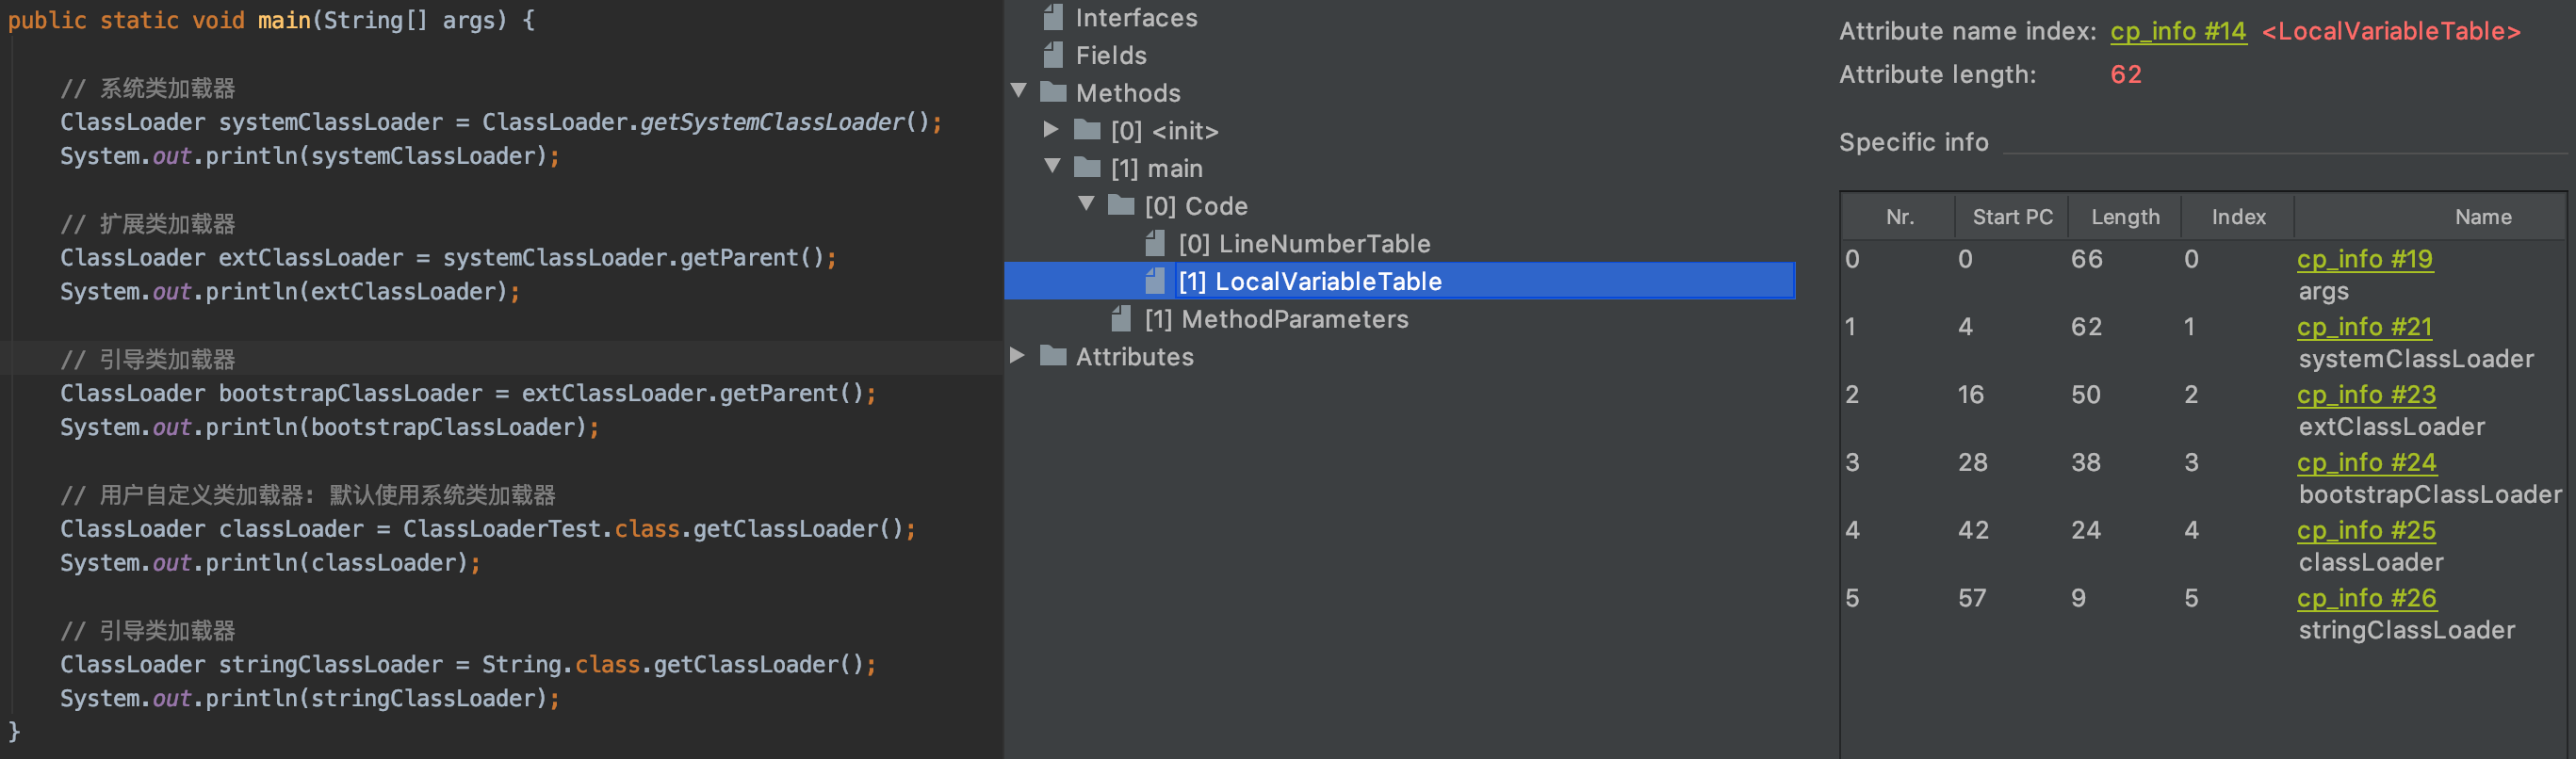 public static void main(String[] args) {
// 系统类加载器
ClassLoader systemClassLoader = ClassLoader.getSystemClassLoader();
System.out.println(systemClassLoader);
// 扩展类加载器
ClassLoader extClassLoader = systemClassLoader.getParent();
System.out.println(extClassLoader);
// 引导类加载器
ClassLoader bootstrapClassLoader = extClassLoader.getParent();
System.out.println(bootstrapClassLoader);
// 用户自定义类加载器: 默认使用系统类加载器
ClassLoader classLoader = ClassLoaderTest.class.getClassLoader();
System.out.println(classLoader);
// 引导类加载器
ClassLoader stringClassLoader = String.class.getClassLoader();
System.out.println(stringClassLoader);
}
Interfaces
Fields
Methods
[0] <init>
[1] main
[0] Code
[0] LineNumberTable
[1] LocalVariableTable
[1] MethodParameters
Attributes
Attribute name index: cp_info #14 <LocalVariableTable>
Attribute length: 62
Specific info
Nr. Start PC Length Index Name
0 0 66 0 cp_info #19
args
1 4 62 1 cp_info #21
systemClassLoader
2 16 50 2 cp_info #23
extClassLoader
3 28 38 3 cp_info #24
bootstrapClassLoader
4 42 24 4 cp_info #25
classLoader
5 57 9 5 cp_info #26
stringClassLoader